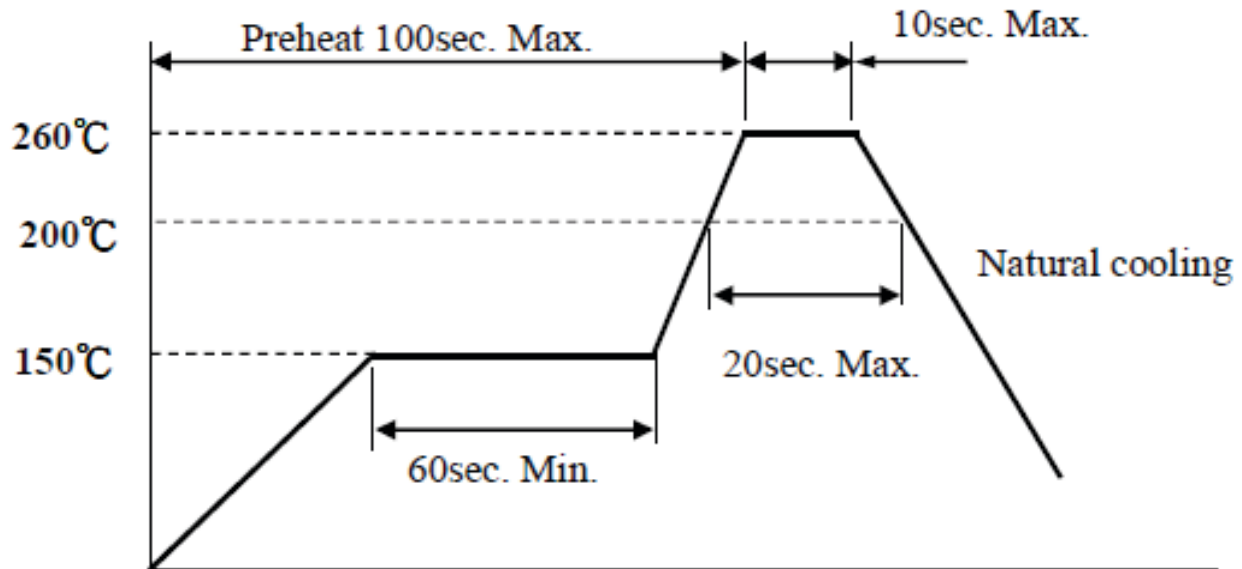 Preheat 100sec. Max.
10sec. Max.
260℃
200℃
Natural cooling
150℃
20sec. Max.
60sec. Min.